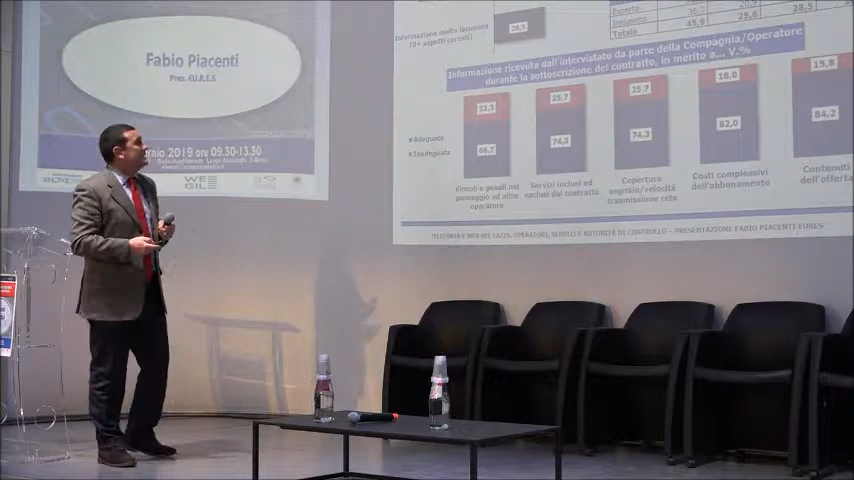 Fabio Piacenti
Pres. EU.R.E.S
2019 ore 09.30-13.30
WE
GIL
Informazione molto lacunosa
(3+ aspetti carenti)
28,5
Esperto
Inesperto
Totale
45,9
25,6
28,5
Informazione ricevuta dall'intervistato da parte della Compagnia/Operatore
durante la sottoscrizione del contratto, in merito a... V.%
Adeguata
Inadeguata
33,3
25,7
25,7
18,0
15,8
66,7
74,3
74,3
82,0
84,2
Vincoli e penali nel
passaggio ad altro
operatore
Servizi inclusi ed
esclusi dal contratto
Copertura
segnale/velocità
trasmissione rete
Costi complessivi
dell'abbonamento
Contenuti
dell'offerta
TELEFONIA E WEB NEL LAZIO. OPERATORI, SERVIZI E AUTORITÀ DI CONTROLLO – PRESENTAZIONE FABIO PIACENTI EURES